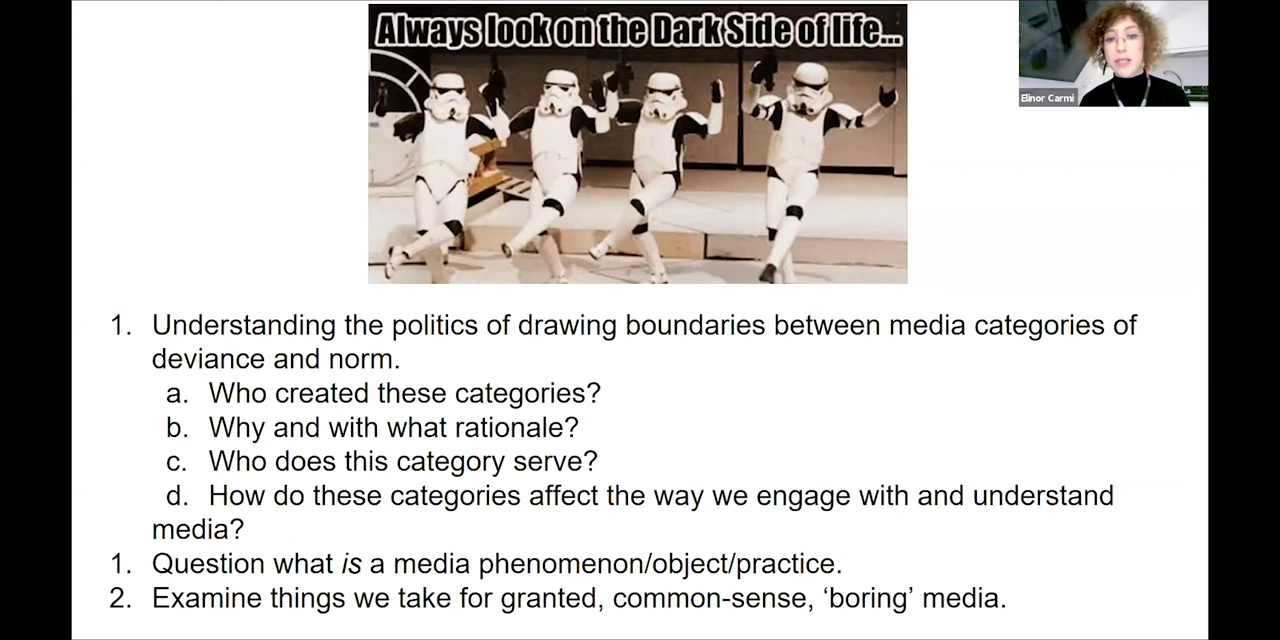 Always look on the Dark Side of life...
Elinor Carmi
1. Understanding the politics of drawing boundaries between media categories of
deviance and norm.
a. Who created these categories?
b. Why and with what rationale?
c. Who does this category serve?
d. How do these categories affect the way we engage with and understand
media?
1. Question what is a media phenomenon/object/practice.
2. Examine things we take for granted, common-sense, ‘boring’ media.